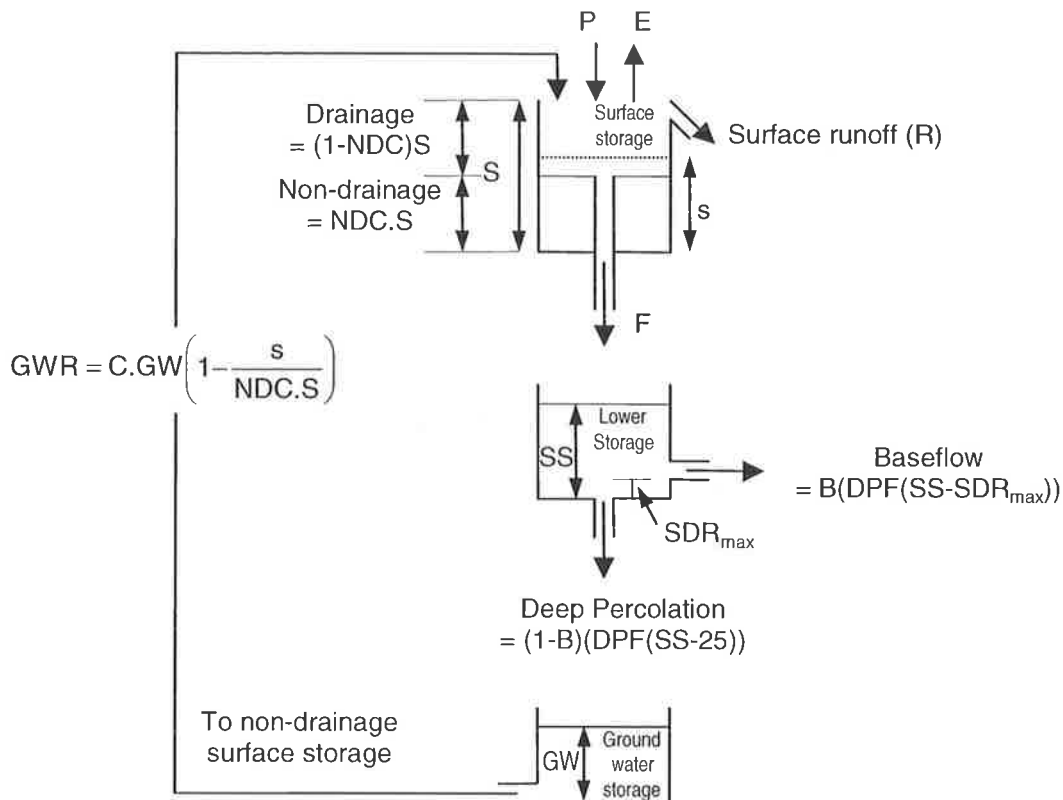 P E
Drainage
= (1-NDC)S
Non-drainage
= NDC.S
S
Surface
storage
Surface runoff (R)
s
F
GWR = C.GW(1- s/NDC.S)
Lower
Storage
SS
SDRmax
Baseflow
= B(DPF(SS-SDRmax))
Deep Percolation
= (1-B)(DPF(SS-25))
To non-drainage
surface storage
GW
Ground
water
storage